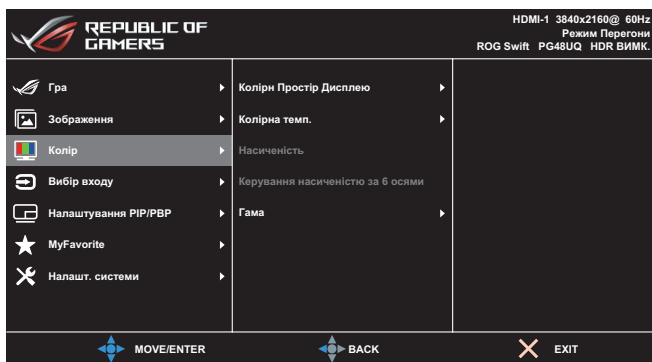 REPUBLIC OF
GAMERS
HDMI-1 3840x2160@ 60Hz
Режим Перегони
ROG Swift PG48UQ HDR ВИМК.
Гра
Зображення
Колір
Вибір входу
Налаштування PIP/PBP
MyFavorite
Налашт. системи
Колірн Простір Дисплею
Колірна темп.
Насиченість
Керування насиченістю за 6 осями
Гама
MOVE/ENTER
BACK
EXIT